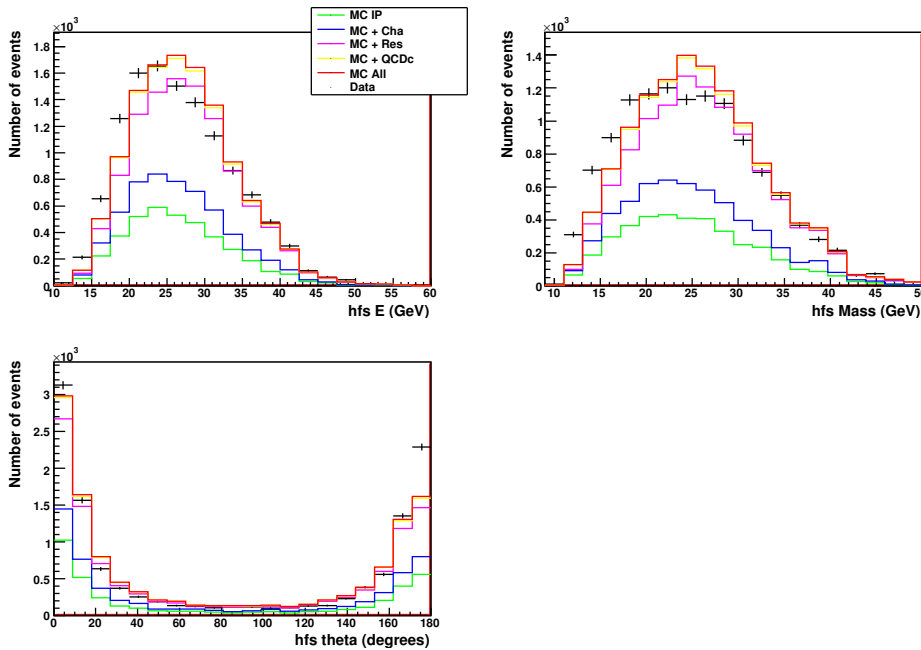 ×10³
Number of events
1.8
1.6
1.4
1.2
1
0.8
0.6
0.4
0.2
0
10 15 20 25 30 35 40 45 50 55 60
hfs E (GeV)
MC IP
MC + Cha
MC + Res
MC + QCDc
MC All
Data
×10³
Number of events
1.4
1.2
1
0.8
0.6
0.4
0.2
0
10 15 20 25 30 35 40 45 50
hfs Mass (GeV)
×10³
Number of events
3
2.5
2
1.5
1
0.5
0
0 20 40 60 80 100 120 140 160 180
hfs theta (degrees)